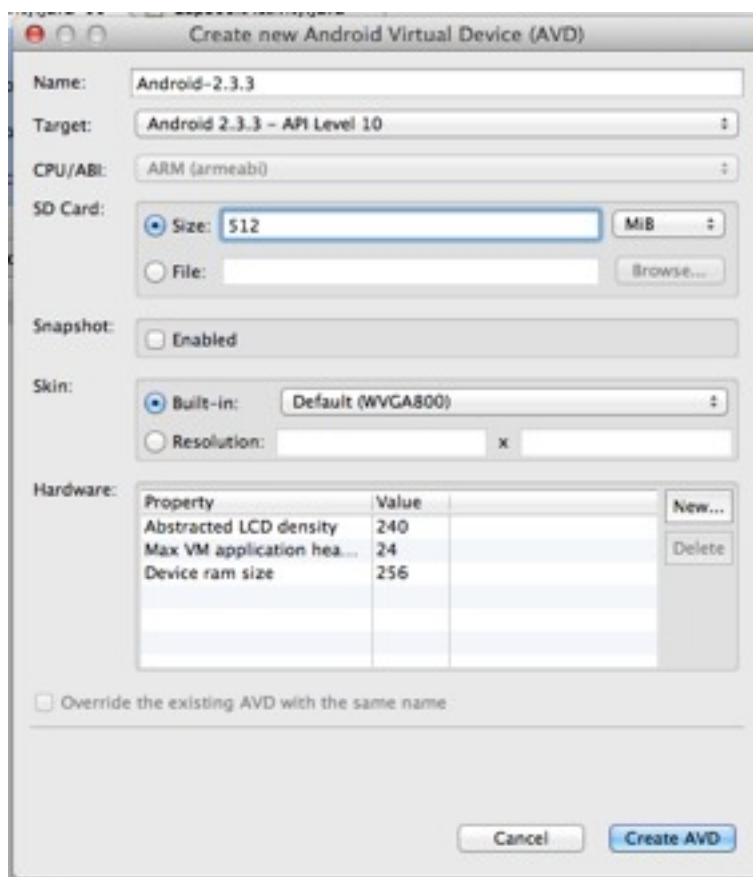 Create new Android Virtual Device (AVD)
Name: Android-2.3.3
Target: Android 2.3.3 – API Level 10
CPU/ABI: ARM (armeabi)
SD Card:
Size: 512 MiB
File: Browse...
Snapshot:
Enabled
Skin:
Built-in: Default (WVGA800)
Resolution: x
Hardware:
Property Value New...
Abstracted LCD density 240
Max VM application hea... 24 Delete
Device ram size 256
Override the existing AVD with the same name
Cancel Create AVD